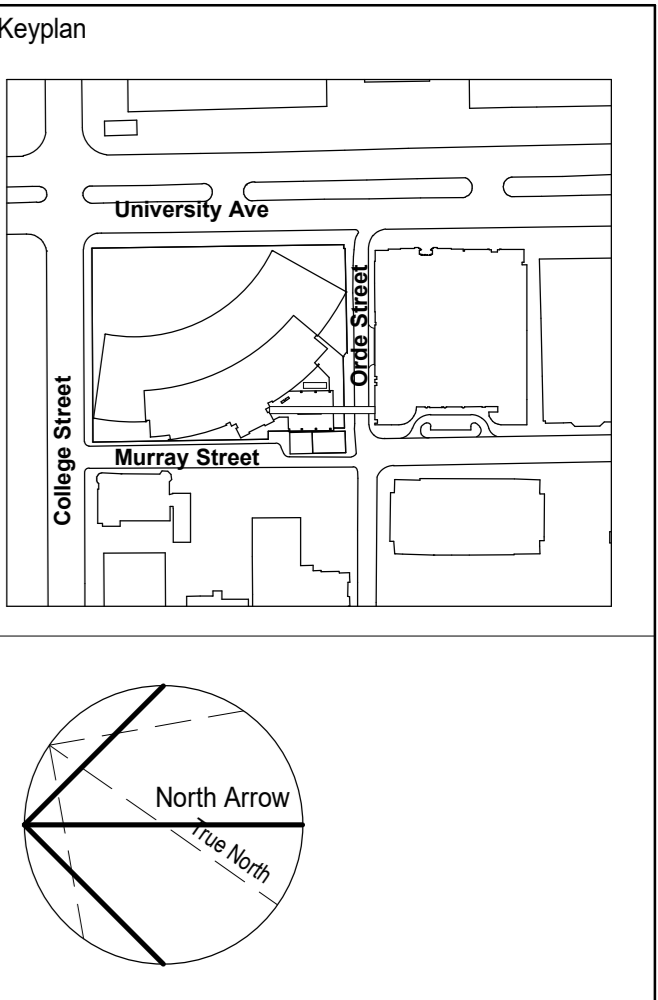 Keyplan
University Ave
Orde Street
College Street
Murray Street
North Arrow
True North